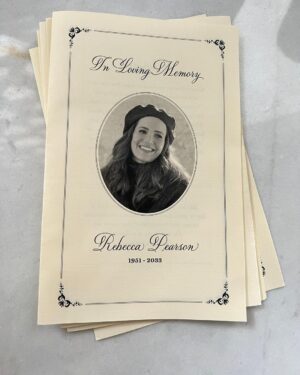 In Loving Memory
Rebecca Pearson
1951 - 2033